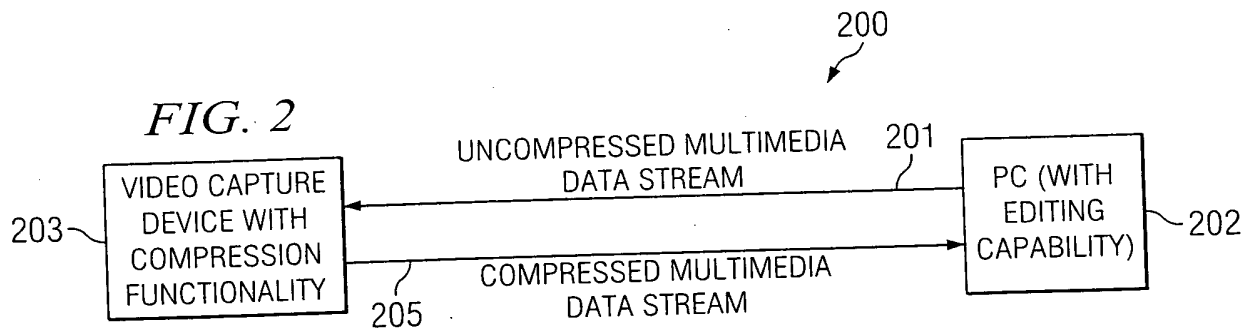 200
FIG. 2
UNCOMPRESSED MULTIMEDIA
DATA STREAM
201
VIDEO CAPTURE
DEVICE WITH
COMPRESSION
FUNCTIONALITY
203
PC (WITH
EDITING
CAPABILITY)
202
205
COMPRESSED MULTIMEDIA
DATA STREAM